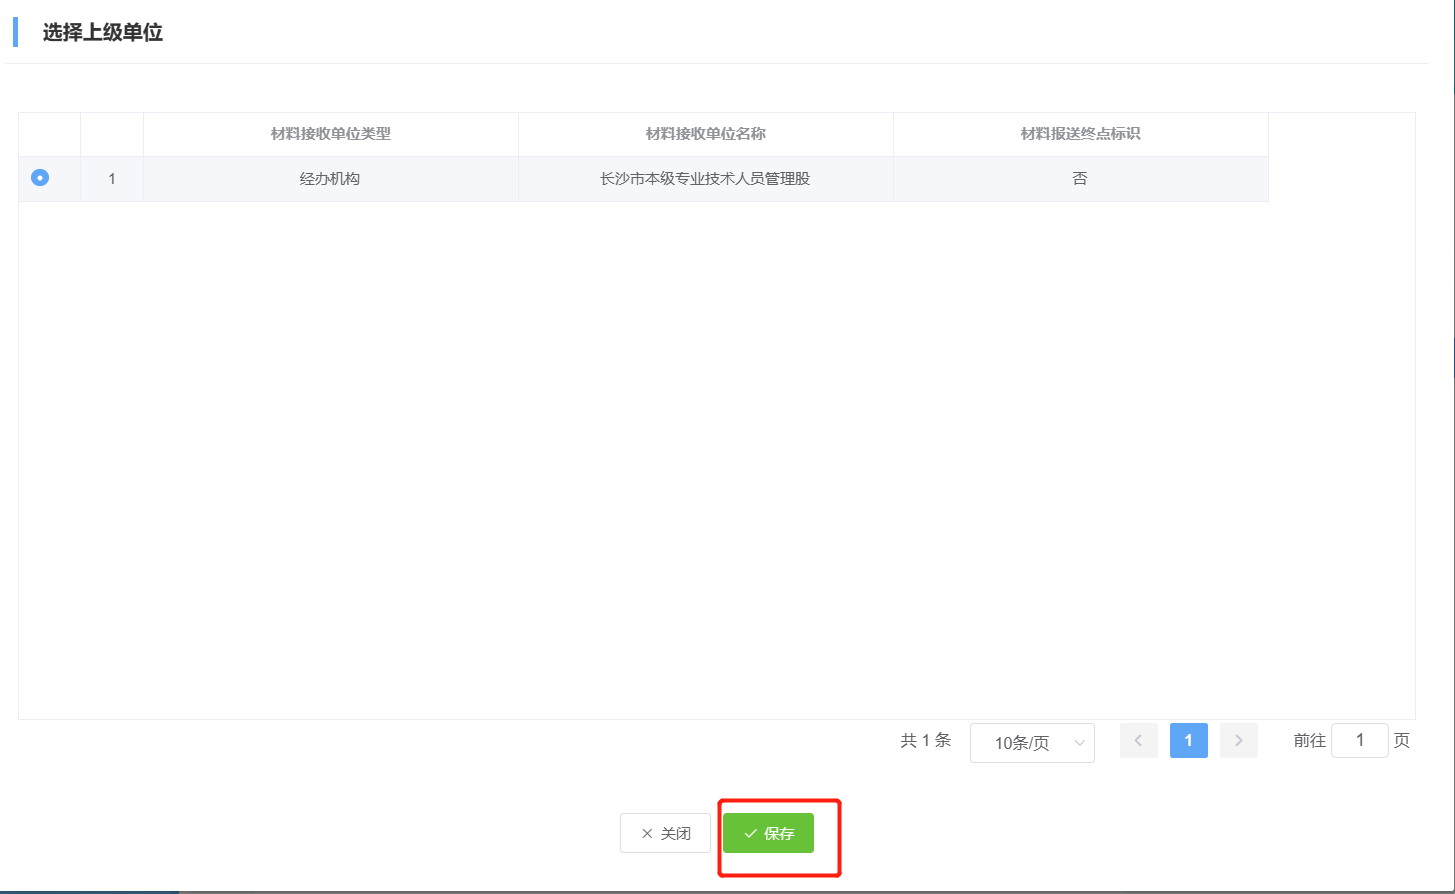 选择上级单位
材料接收单位类型 材料接收单位名称 材料报送终点标识
1 经办机构 长沙市本级专业技术人员管理股 否
共 1 条 10条/页 1 前往 1 页
关闭 保存